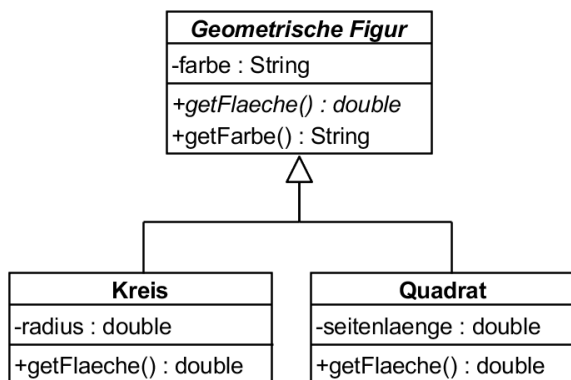 Geometrische Figur
-farbe : String
+getFlaeche() : double
+getFarbe() : String
Kreis
-radius : double
+getFlaeche() : double
Quadrat
-seitenlaenge : double
+getFlaeche() : double